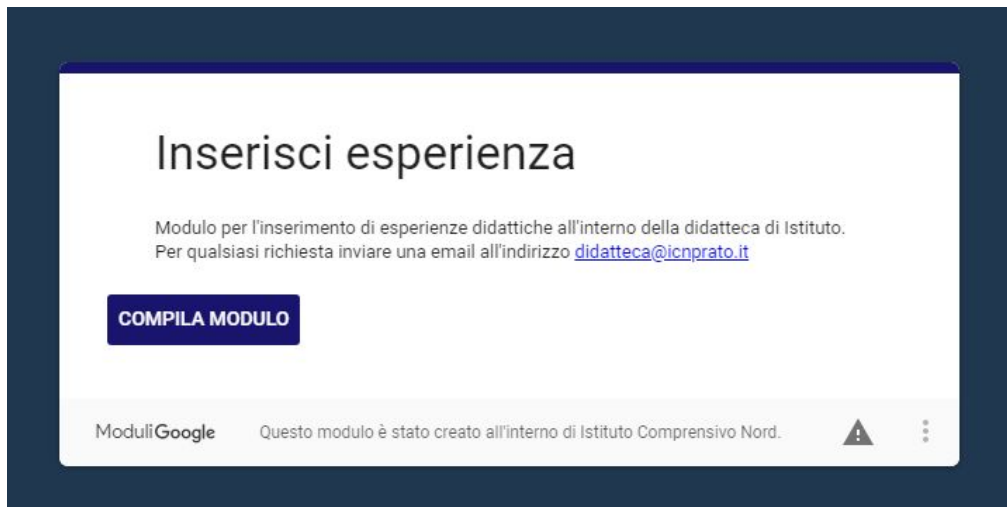 Inserisci esperienza
Modulo per l'inserimento di esperienze didattiche all'interno della didatteca di Istituto.
Per qualsiasi richiesta inviare una email all'indirizzo didatteca@icnprato.it
COMPILA MODULO
ModuliGoogle Questo modulo è stato creato all'interno di Istituto Comprensivo Nord.